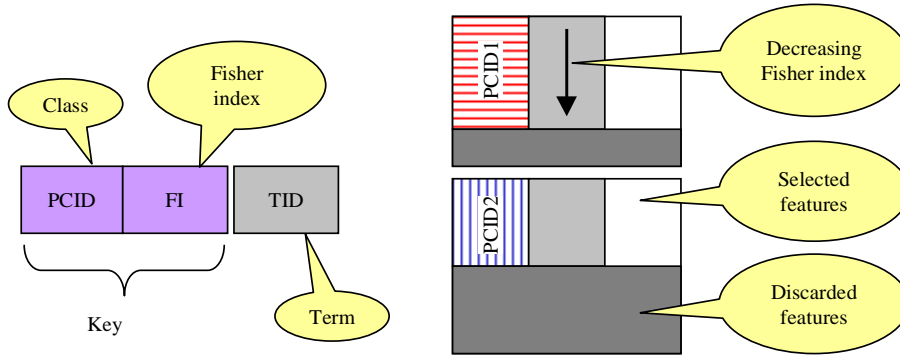 Class
Fisher
index
PCID
FI
TID
Key
Term
PCID1
Decreasing
Fisher index
PCID2
Selected
features
Discarded
features